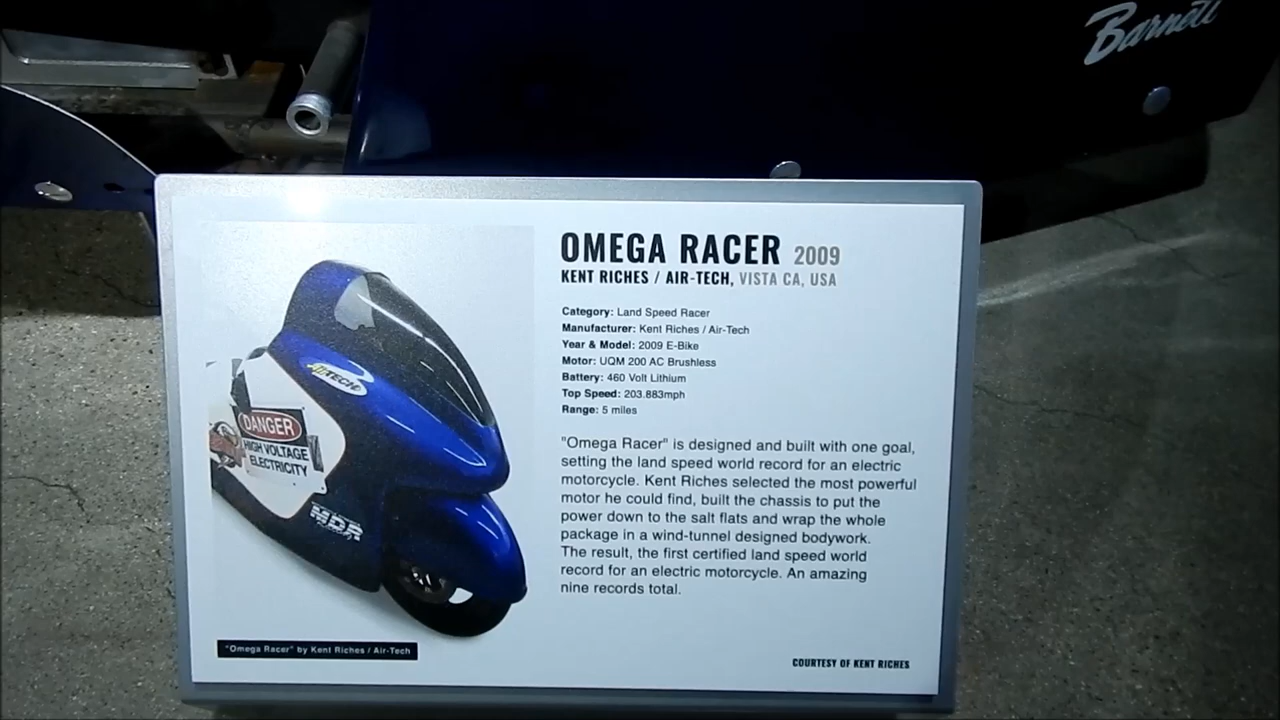 Barnett
OMEGA RACER 2009
KENT RICHES / AIR-TECH, VISTA CA, USA
Category: Land Speed Racer
Manufacturer: Kent Riches / Air-Tech
Year & Model: 2009 E-Bike
Motor: UQM 200 AC Brushless
Battery: 460 Volt Lithium
Top Speed: 203.883mph
Range: 5 miles
"Omega Racer" is designed and built with one goal,
setting the land speed world record for an electric
motorcycle. Kent Riches selected the most powerful
motor he could find, built the chassis to put the
power down to the salt flats and wrap the whole
package in a wind-tunnel designed bodywork.
The result, the first certified land speed world
record for an electric motorcycle. An amazing
nine records total.
AIRTECH
DANGER
HIGH VOLTAGE
ELECTRICITY
MDR
"Omega Racer" by Kent Riches / Air-Tech
COURTESY OF KENT RICHES